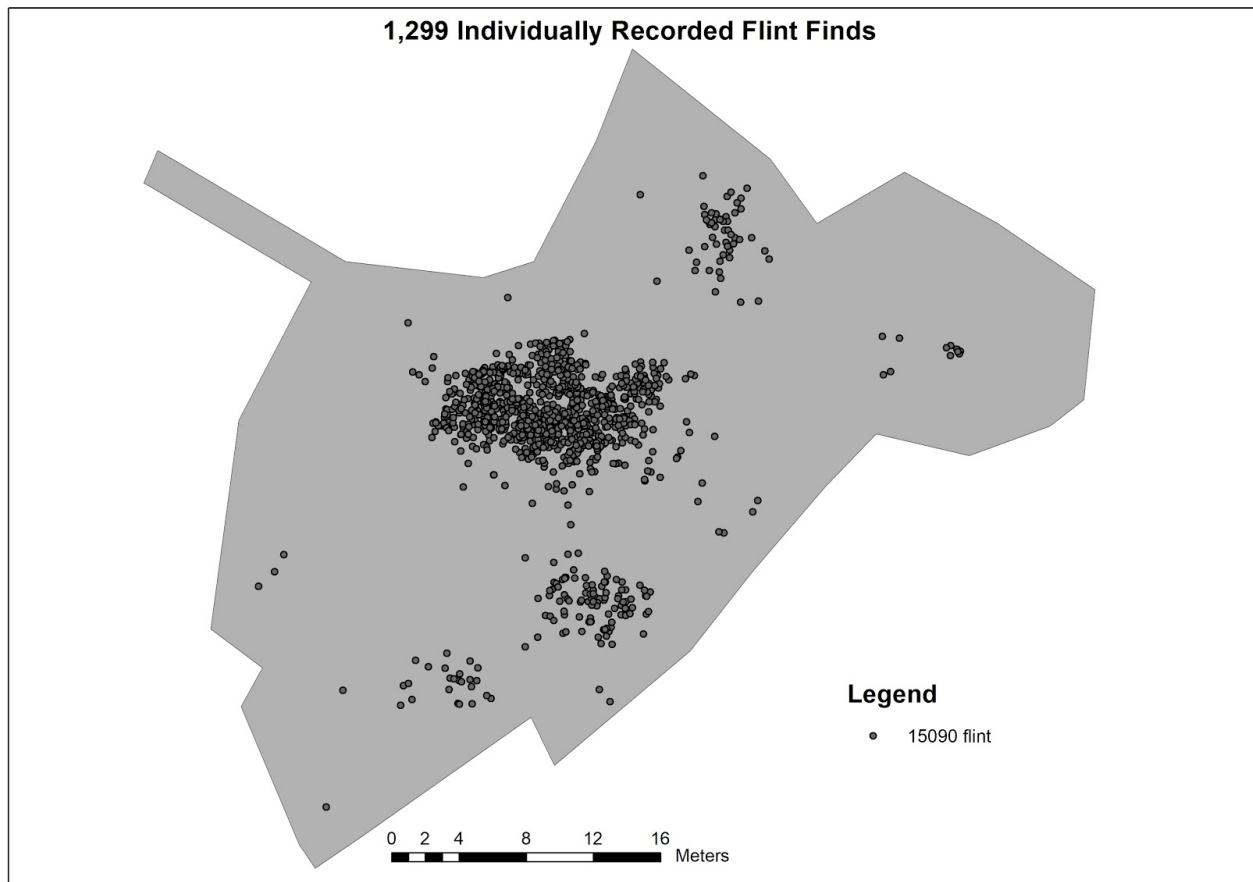 1,299 Individually Recorded Flint Finds
Legend
15090 flint
0 2 4 8 12 16
Meters